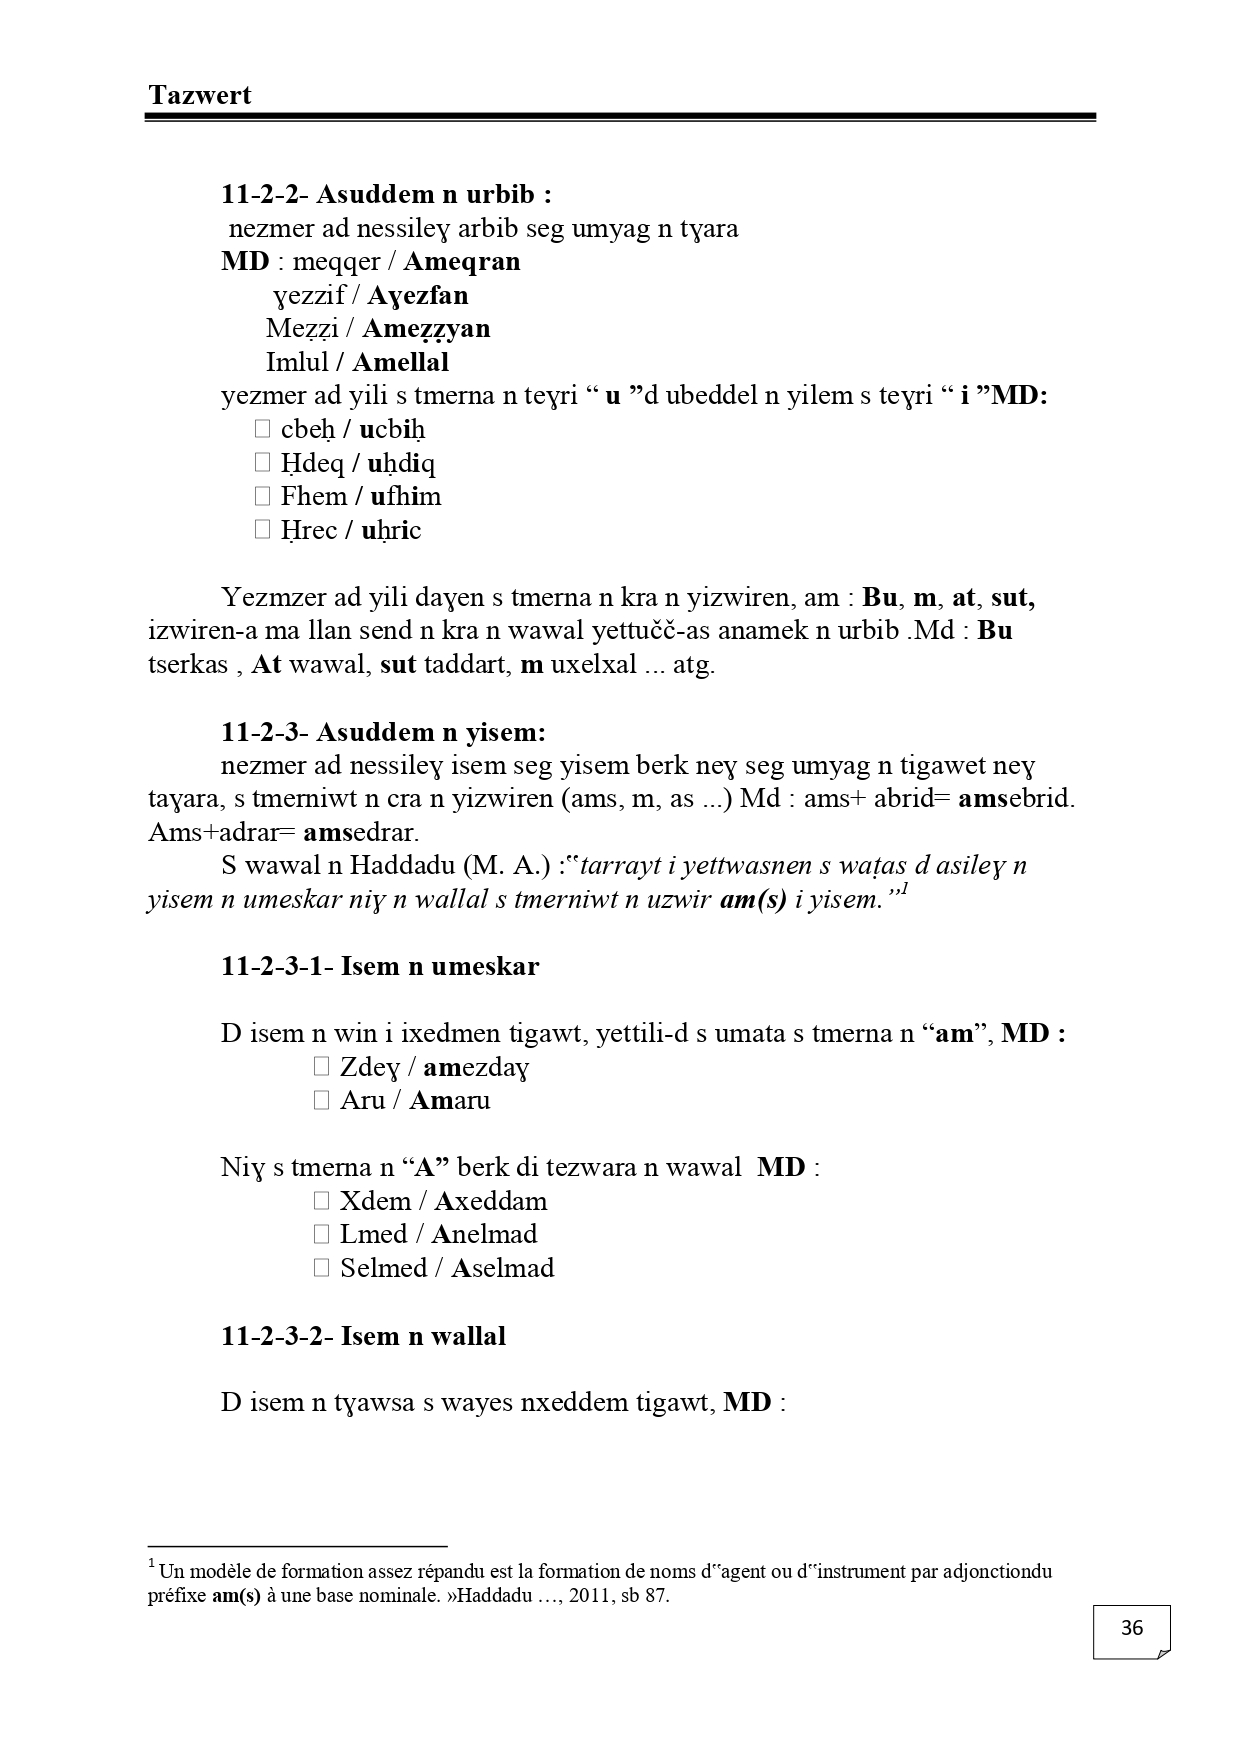 Tazwert
11-2-2- Asuddem n urbib :
nezmer ad nessileɣ arbib seg umyag n tɣara
MD : meqqer / Ameqran
ɣezzif / Aɣezfan
Meẓẓi / Ameẓẓyan
Imlul / Amellal
yezmer ad yili s tmerna n teɣri “ u ”d ubeddel n yilem s teɣri “ i ”MD:
□ cbeḥ / ucbiḥ
□ Ḥdeq / uḥdiq
□ Fhem / ufhim
□ Ḥrec / uḥric
Yezmzer ad yili daɣen s tmerna n kra n yizwiren, am : Bu, m, at, sut,
izwiren-a ma llan send n kra n wawal yettučč-as anamek n urbib .Md : Bu
tserkas , At wawal, sut taddart, m uxelxal ... atg.
11-2-3- Asuddem n yisem:
nezmer ad nessileɣ isem seg yisem berk neɣ seg umyag n tigawet neɣ
taɣara, s tmerniwt n cra n yizwiren (ams, m, as ...) Md : ams+ abrid= amsebrid.
Ams+adrar= amsedrar.
S wawal n Haddadu (M. A.) :‟tarrayt i yettwasnen s waṭas d asileɣ n
yisem n umeskar niɣ n wallal s tmerniwt n uzwir am(s) i yisem.”1
11-2-3-1- Isem n umeskar
D isem n win i ixedmen tigawt, yettili-d s umata s tmerna n “am”, MD :
□ Zdeɣ / amezdaɣ
□ Aru / Amaru
Niɣ s tmerna n “A” berk di tezwara n wawal MD :
□ Xdem / Axeddam
□ Lmed / Anelmad
□ Selmed / Aselmad
11-2-3-2- Isem n wallal
D isem n tɣawsa s wayes nxeddem tigawt, MD :
1 Un modèle de formation assez répandu est la formation de noms d‟agent ou d‟instrument par adjonctiondu
préfixe am(s) à une base nominale. »Haddadu …, 2011, sb 87.
36